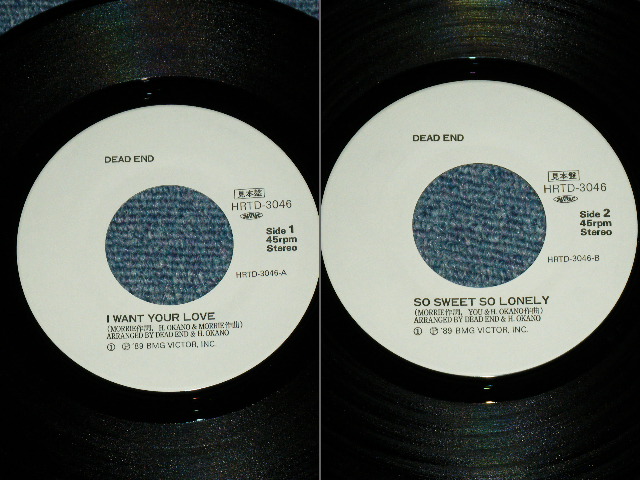 DEAD END
見本盤
HRTD-3046
Side 1
45rpm
Stereo
HRTD-3046-A
I WANT YOUR LOVE
(MORRIE作詞, H. OKANO & MORRIE作曲)
ARRANGED BY DEAD END & H. OKANO
Ⓟ '89 BMG VICTOR, INC.
DEAD END
見本盤
HRTD-3046
Side 2
45rpm
Stereo
HRTD-3046-B
SO SWEET SO LONELY
(MORRIE作詞, YOU & H. OKANO作曲)
ARRANGED BY DEAD END & H. OKANO
Ⓟ '89 BMG VICTOR, INC.